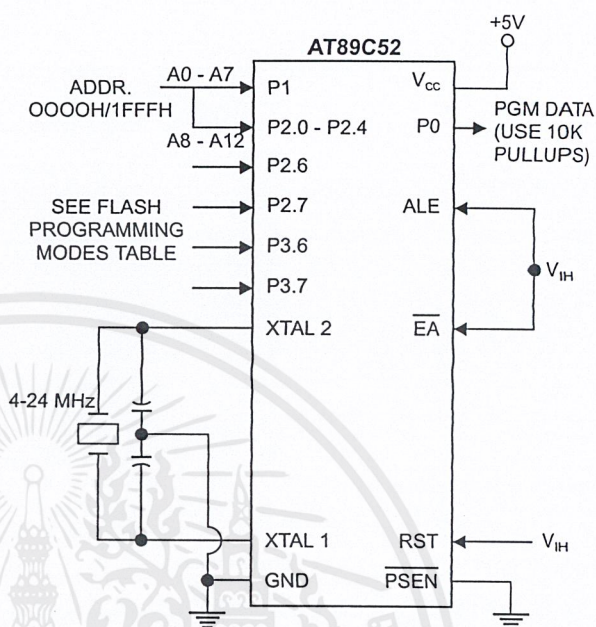 +5V
AT89C52
ADDR.
OOOOH/1FFFH
A0 - A7
A8 - A12
P1
P2.0 - P2.4
P2.6
P2.7
P3.6
P3.7
SEE FLASH
PROGRAMMING
MODES TABLE
XTAL 2
4-24 MHz
XTAL 1
GND
VCC
P0
PGM DATA
(USE 10K
PULLUPS)
ALE
VIH
EA
RST
VIH
PSEN